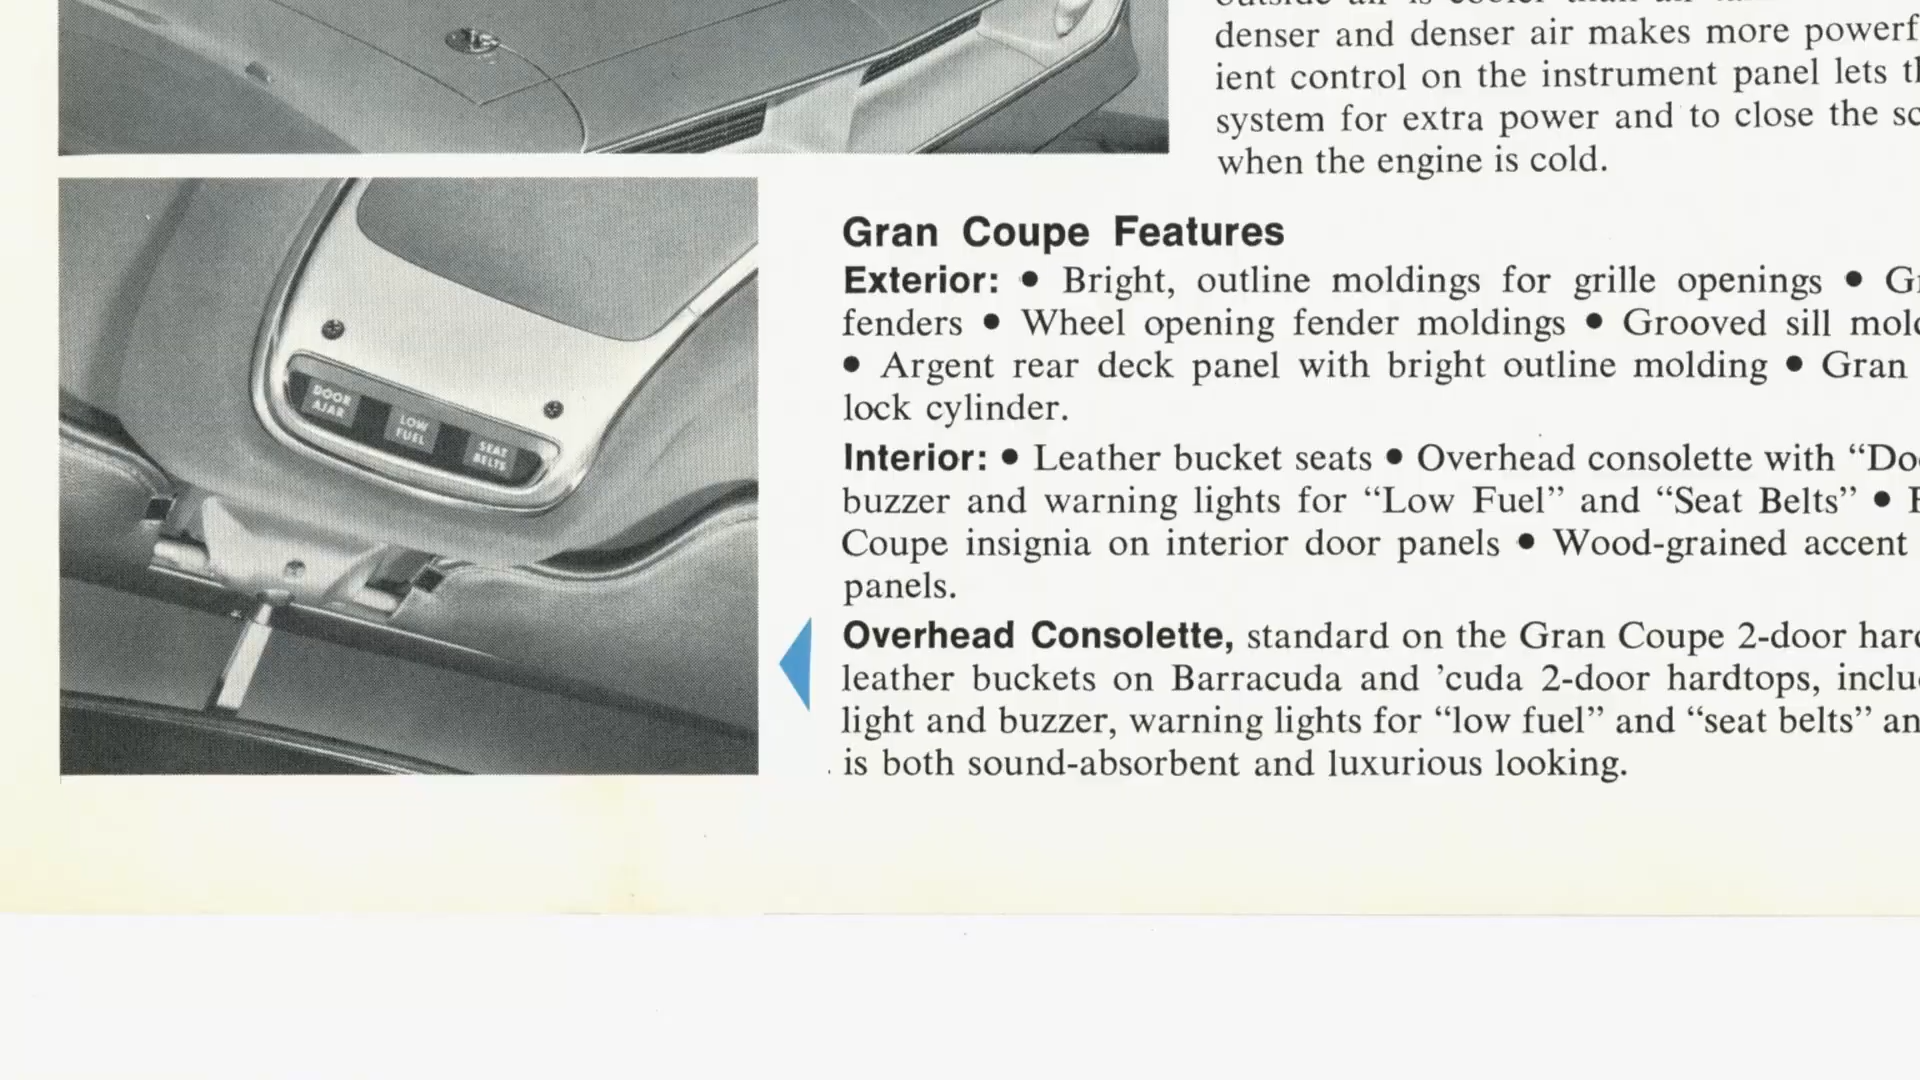 denser and denser air makes more
ient control on the instrument panel lets
system for extra power and to close the
when the engine is cold.
DOOR
AJAR
LOW
FUEL
SEAT
BELTS
Gran Coupe Features
Exterior: • Bright, outline moldings for grille openings •
fenders • Wheel opening fender moldings • Grooved sill
• Argent rear deck panel with bright outline molding • Gran
lock cylinder.
Interior: • Leather bucket seats • Overhead consolette with
buzzer and warning lights for “Low Fuel” and “Seat Belts” •
Coupe insignia on interior door panels • Wood-grained accent
panels.
Overhead Consolette, standard on the Gran Coupe 2-door
leather buckets on Barracuda and ’cuda 2-door hardtops,
light and buzzer, warning lights for “low fuel” and “seat belts”
is both sound-absorbent and luxurious looking.